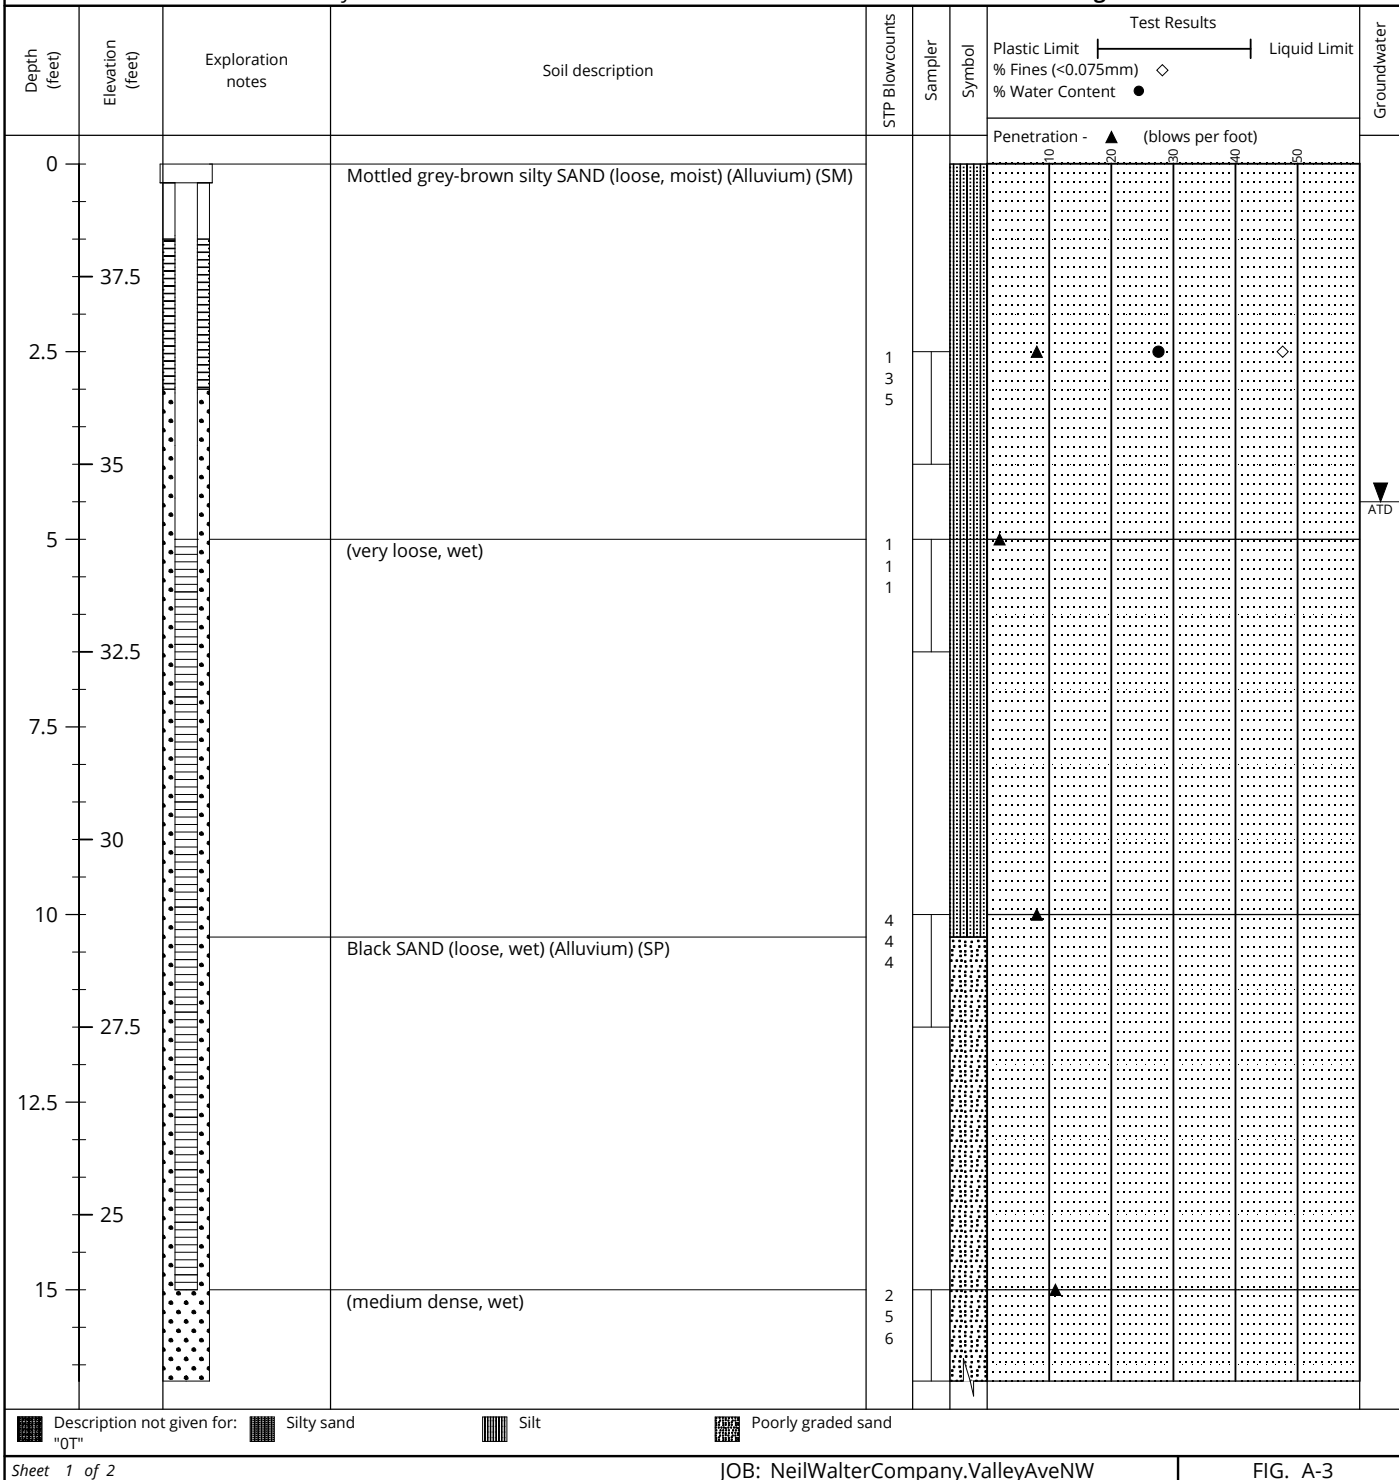 Depth (feet)
Elevation (feet)
Exploration notes
Soil description
STP Blowcounts
Sampler
Symbol
Test Results
Plastic Limit Liquid Limit
% Fines (<0.075mm)
% Water Content
Penetration - (blows per foot)
10 20 30 40 50
Groundwater
0
Mottled grey-brown silty SAND (loose, moist) (Alluvium) (SM)
37.5
2.5
1
3
5
35
ATD
5
(very loose, wet)
1
1
1
32.5
7.5
30
10
4
4
4
Black SAND (loose, wet) (Alluvium) (SP)
27.5
12.5
25
15
(medium dense, wet)
2
5
6
Description not given for: "0T"
Silty sand
Silt
Poorly graded sand
Sheet 1 of 2
JOB: NeilWalterCompany.ValleyAveNW
FIG. A-3